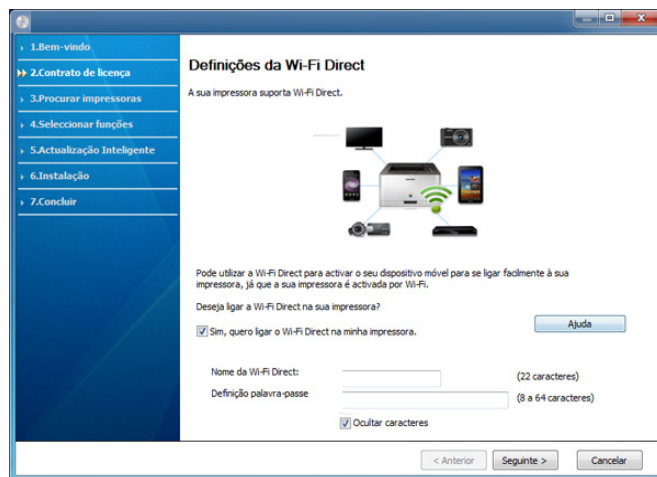 1.Bem-vindo
2.Contrato de licença
3.Procurar impressoras
4.Seleccionar funções
5.Actualização Inteligente
6.Instalação
7.Concluir
Definições da Wi-Fi Direct
A sua impressora suporta Wi-Fi Direct.
Pode utilizar a Wi-Fi Direct para activar o seu dispositivo móvel para se ligar facilmente à sua
impressora, já que a sua impressora é activada por Wi-Fi.
Deseja ligar a Wi-Fi Direct na sua impressora?
Sim, quero ligar o Wi-Fi Direct na minha impressora.
Ajuda
Nome da Wi-Fi Direct: (22 caracteres)
Definição palavra-passe (8 a 64 caracteres)
Ocultar caracteres
< Anterior Seguinte > Cancelar